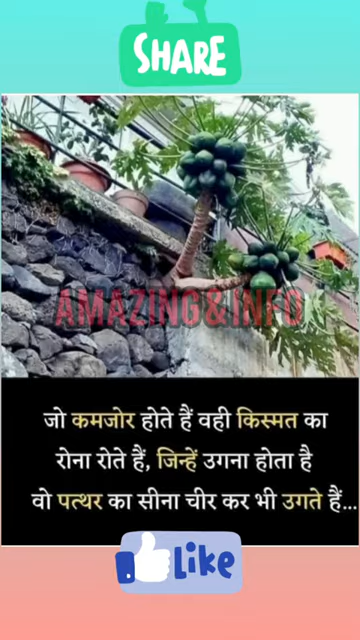 SHARE
AMAZING&INFO
जो कमजोर होते हैं वही किस्मत का
रोना रोते हैं, जिन्हें उगना होता है
वो पत्थर का सीना चीर कर भी उगते हैं...
Like